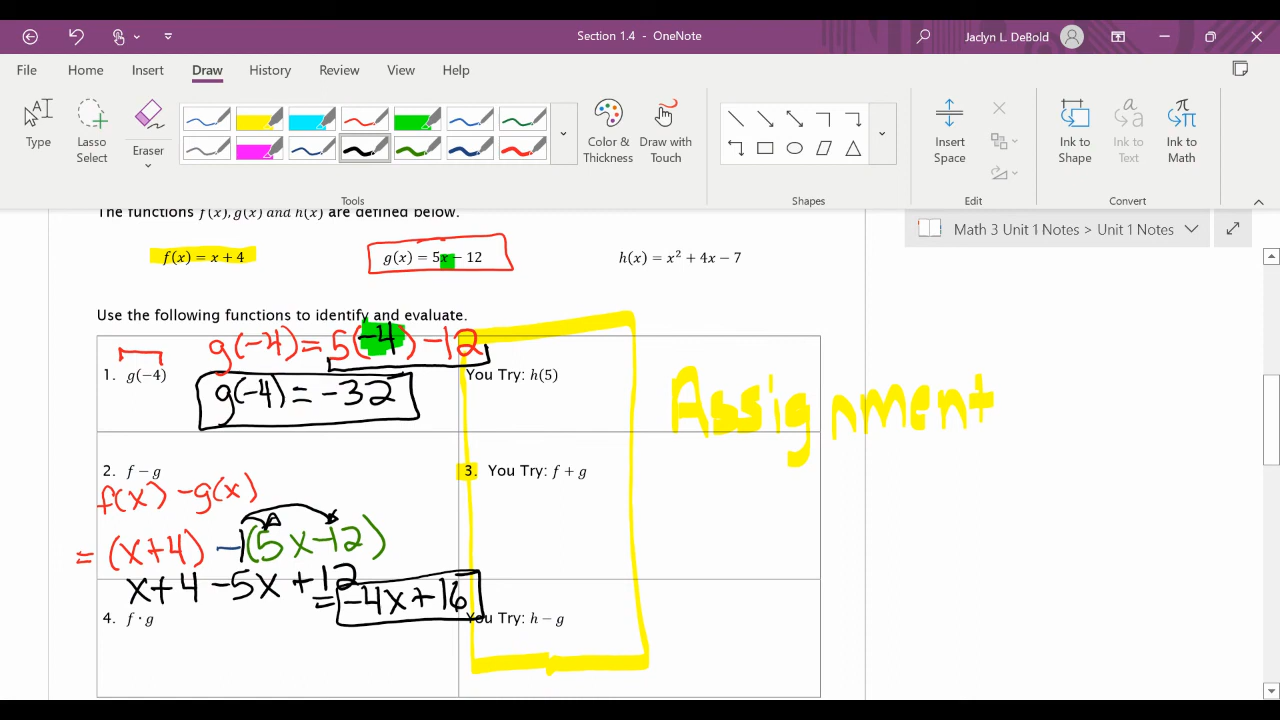 Section 1.4 - OneNote
Jaclyn L. DeBold
File Home Insert Draw History Review View Help
Type
Lasso Select
Eraser
Color & Thickness
Draw with Touch
Insert Space
Ink to Shape
Ink to Text
Ink to Math
Tools
Shapes
Edit
Convert
Math 3 Unit 1 Notes > Unit 1 Notes
The functions f(x), g(x) and h(x) are defined below.
f(x) = x + 4
g(x) = 5x − 12
h(x) = x² + 4x − 7
Use the following functions to identify and evaluate.
g(-4) = 5(-4) -12
1. g(−4)
g(-4) = -32
You Try: h(5)
Assignment
2. f − g
f(x) - g(x)
= (x+4) -1(5x-12)
x+4 -5x +12
= -4x+16
3. You Try: f + g
4. f · g
You Try: h − g